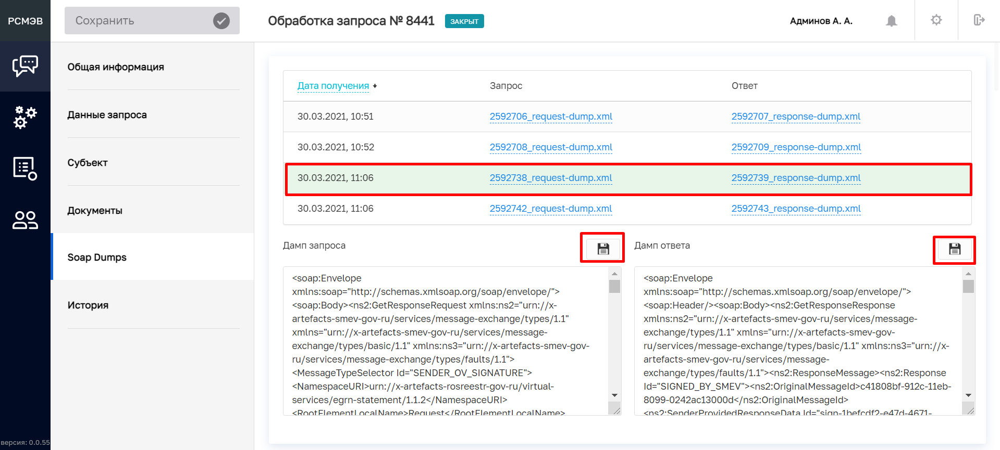 РСМЭВ
Сохранить
Обработка запроса № 8441
ЗАКРЫТ
Админов А. А.
Общая информация
Данные запроса
Субъект
Документы
Soap Dumps
История
версия: 0.0.55
Дата получения Запрос Ответ
30.03.2021, 10:51 2592706_request-dump.xml 2592707_response-dump.xml
30.03.2021, 10:52 2592708_request-dump.xml 2592709_response-dump.xml
30.03.2021, 11:06 2592738_request-dump.xml 2592739_response-dump.xml
30.03.2021, 11:06 2592742_request-dump.xml 2592743_response-dump.xml
Дамп запроса
<soap:Envelope
xmlns:soap="http://schemas.xmlsoap.org/soap/envelope/">
<soap:Body><ns2:GetResponseRequest xmlns:ns2="urn://x-
artefacts-smev-gov-ru/services/message-exchange/types/1.1"
xmlns="urn://x-artefacts-smev-gov-ru/services/message-
exchange/types/basic/1.1" xmlns:ns3="urn://x-artefacts-smev-gov-
ru/services/message-exchange/types/faults/1.1">
<MessageTypeSelector Id="SENDER_OV_SIGNATURE">
<NamespaceURI>urn://x-artefacts-rosreestr-gov-ru/virtual-
services/egrn-statement/1.1.2</NamespaceURI>
<RootElementLocalName>Request</RootElementLocalName>
Дамп ответа
<soap:Envelope
xmlns:soap="http://schemas.xmlsoap.org/soap/envelope/">
<soap:Header/><soap:Body><ns2:GetResponseResponse
xmlns:ns2="urn://x-artefacts-smev-gov-ru/services/message-
exchange/types/1.1" xmlns="urn://x-artefacts-smev-gov-
ru/services/message-exchange/types/basic/1.1" xmlns:ns3="urn://x-
artefacts-smev-gov-ru/services/message-
exchange/types/faults/1.1"><ns2:ResponseMessage><ns2:Response
Id="SIGNED_BY_SMEV"><ns2:OriginalMessageId>c41808bf-912c-11eb-
8099-0242ac13000d</ns2:OriginalMessageId>
<ns2:SenderProvidedResponseData Id="sign-1befcdf2-e47d-4671-